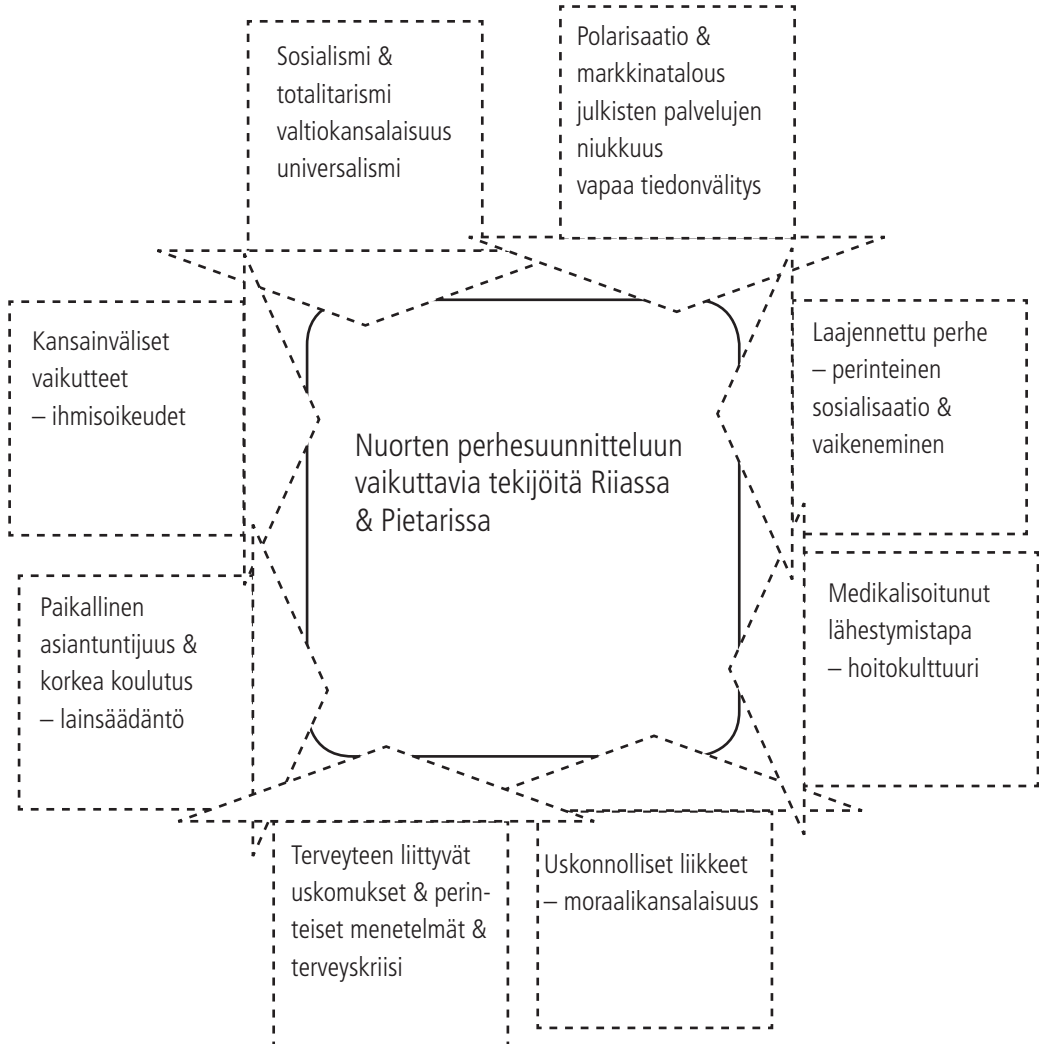 Sosialismi &
totalitarismi
valtiokansalaisuus
universalismi
Polarisaatio &
markkinatalous
julkisten palvelujen
niukkuus
vapaa tiedonvälitys
Kansainväliset
vaikutteet
– ihmisoikeudet
Nuorten perhesuunnitteluun
vaikuttavia tekijöitä Riiassa
& Pietarissa
Laajennettu perhe
– perinteinen
sosialisaatio &
vaikeneminen
Paikallinen
asiantuntijuus &
korkea koulutus
– lainsäädäntö
Medikalisoitunut
lähestymistapa
– hoitokulttuuri
Terveyteen liittyvät
uskomukset & perin-
teiset menetelmät &
terveyskriisi
Uskonnolliset liikkeet
– moraalikansalaisuus